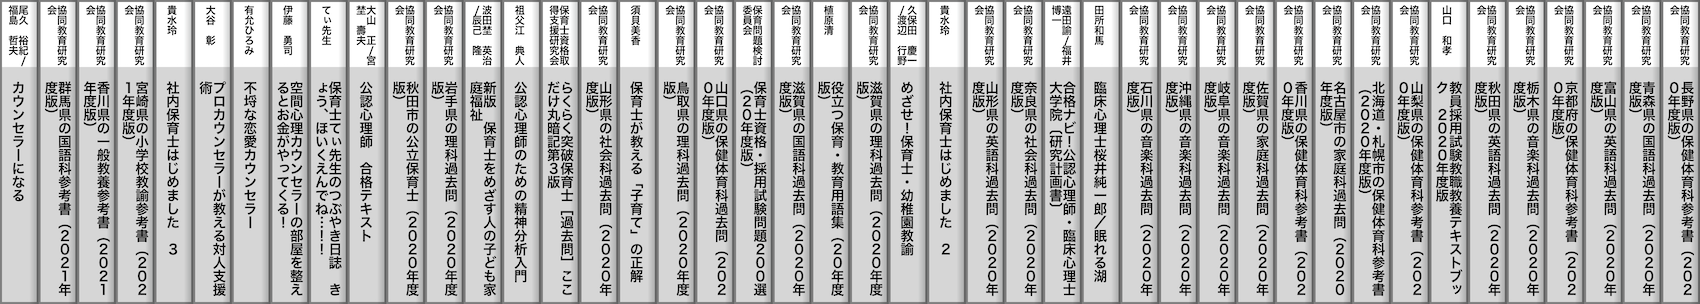 協同教育研究
会
長野県の保健体育科参考書　（202
0年度版）
協同教育研究
会
青森県の国語科過去問　（2020年
度版）
協同教育研究
会
富山県の英語科過去問　（2020年
度版）
協同教育研究
会
京都府の保健体育科参考書　（202
0年度版）
協同教育研究
会
栃木県の音楽科過去問　（2020年
度版）
協同教育研究
会
秋田県の英語科過去問　（2020年
度版）
山口　和孝
教員採用試験教職教養テキストブッ
ク　2020年度版
協同教育研究
会
山梨県の保健体育科参考書　（202
0年度版）
協同教育研究
会
北海道・札幌市の保健体育科参考書
（2020年度版）
協同教育研究
会
名古屋市の家庭科過去問　（2020
年度版）
協同教育研究
会
香川県の保健体育科参考書　（202
0年度版）
協同教育研究
会
佐賀県の家庭科過去問　（2020年
度版）
協同教育研究
会
岐阜県の音楽科過去問　（2020年
度版）
協同教育研究
会
沖縄県の音楽科過去問　（2020年
度版）
協同教育研究
会
石川県の音楽科過去問　（2020年
度版）
田所和馬
臨床心理士桜井純一郎／眠れる湖
遠田諭/福井
博一
合格ナビ！公認心理師・臨床心理士
大学院〔研究計画書〕
協同教育研究
会
奈良県の社会科過去問　（2020年
度版）
協同教育研究
会
山形県の英語科過去問　（2020年
度版）
貴水玲
社内保育士はじめました　2
久保田　慶一
/渡辺　行野
めざせ！保育士・幼稚園教諭
協同教育研究
会
滋賀県の理科過去問　（2020年度
版）
植原清
役立つ保育・教育用語集（20年度
版）
協同教育研究
会
滋賀県の国語科過去問　（2020年
度版）
保育問題検討
委員会
保育士資格・採用試験問題200選
（20年度版）
協同教育研究
会
山口県の保健体育科過去問　（202
0年度版）
協同教育研究
会
鳥取県の理科過去問　（2020年度
版）
須貝美香
保育士が教える「子育て」の正解
協同教育研究
会
山形県の社会科過去問　（2020年
度版）
保育士資格取
得支援研究会
らくらく突破保育士［過去問］ここ
だけ丸暗記第3版
祖父江　典人
公認心理師のための精神分析入門
波田埜　英治
/辰己　隆
新版　保育士をめざす人の子ども家
庭福祉
協同教育研究
会
岩手県の理科過去問　（2020年度
版）
協同教育研究
会
秋田市の公立保育士　（2020年度
版）
大山　正/宮
埜　壽夫
公認心理師　合格テキスト
てぃ先生
保育士てぃ先生のつぶやき日誌　き
ょう、ほいくえんでね…！！
伊藤　勇司
空間心理カウンセラーの部屋を整え
るとお金がやってくる！
有允ひろみ
不埒な恋愛カウンセラー
大谷　彰
プロカウンセラーが教える対人支援
術
貴水玲
社内保育士はじめました　3
協同教育研究
会
宮崎県の小学校教諭参考書　（202
1年度版）
協同教育研究
会
香川県の一般教養参考書　（2021
年度版）
協同教育研究
会
群馬県の国語科参考書　（2021年
度版）
尾久　裕紀/
福島　哲夫
カウンセラーになる